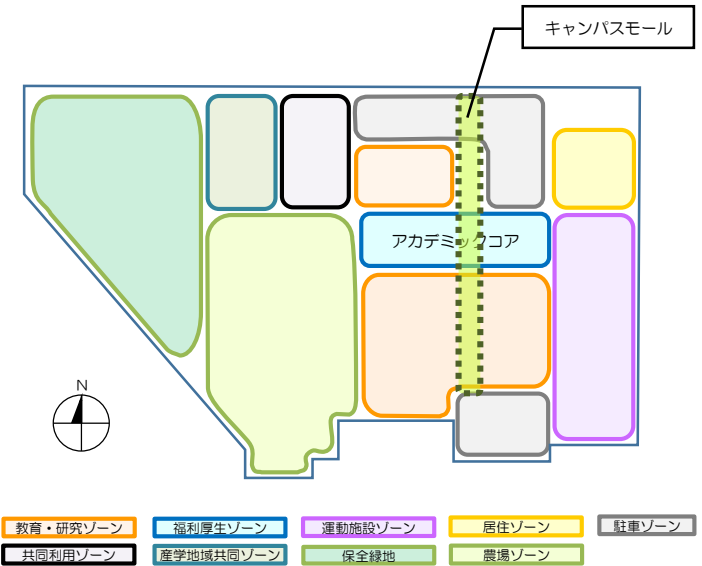 キャンパスモール
アカデミックコア
N
教育・研究ゾーン
福利厚生ゾーン
運動施設ゾーン
居住ゾーン
駐車ゾーン
共同利用ゾーン
産学地域共同ゾーン
保全緑地
農場ゾーン